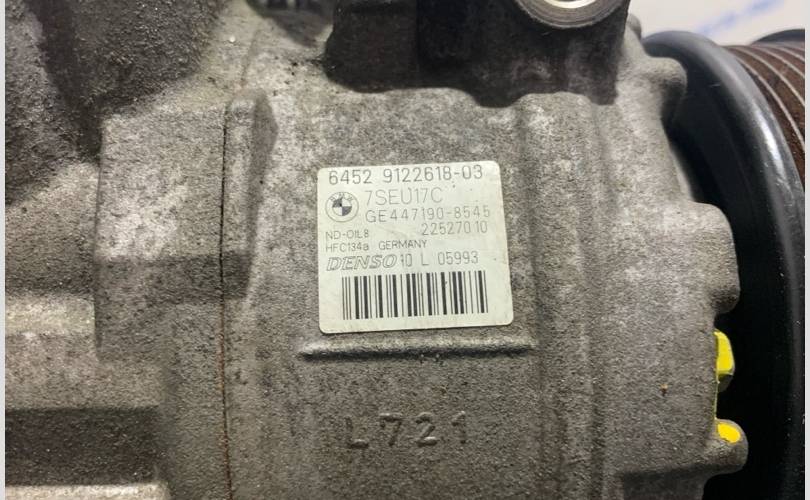 6452 9122618-03
7SEU17C
GE447190-8545
ND-OIL8 22527010
HFC134a GERMANY
DENSO 10 L 05993
L721